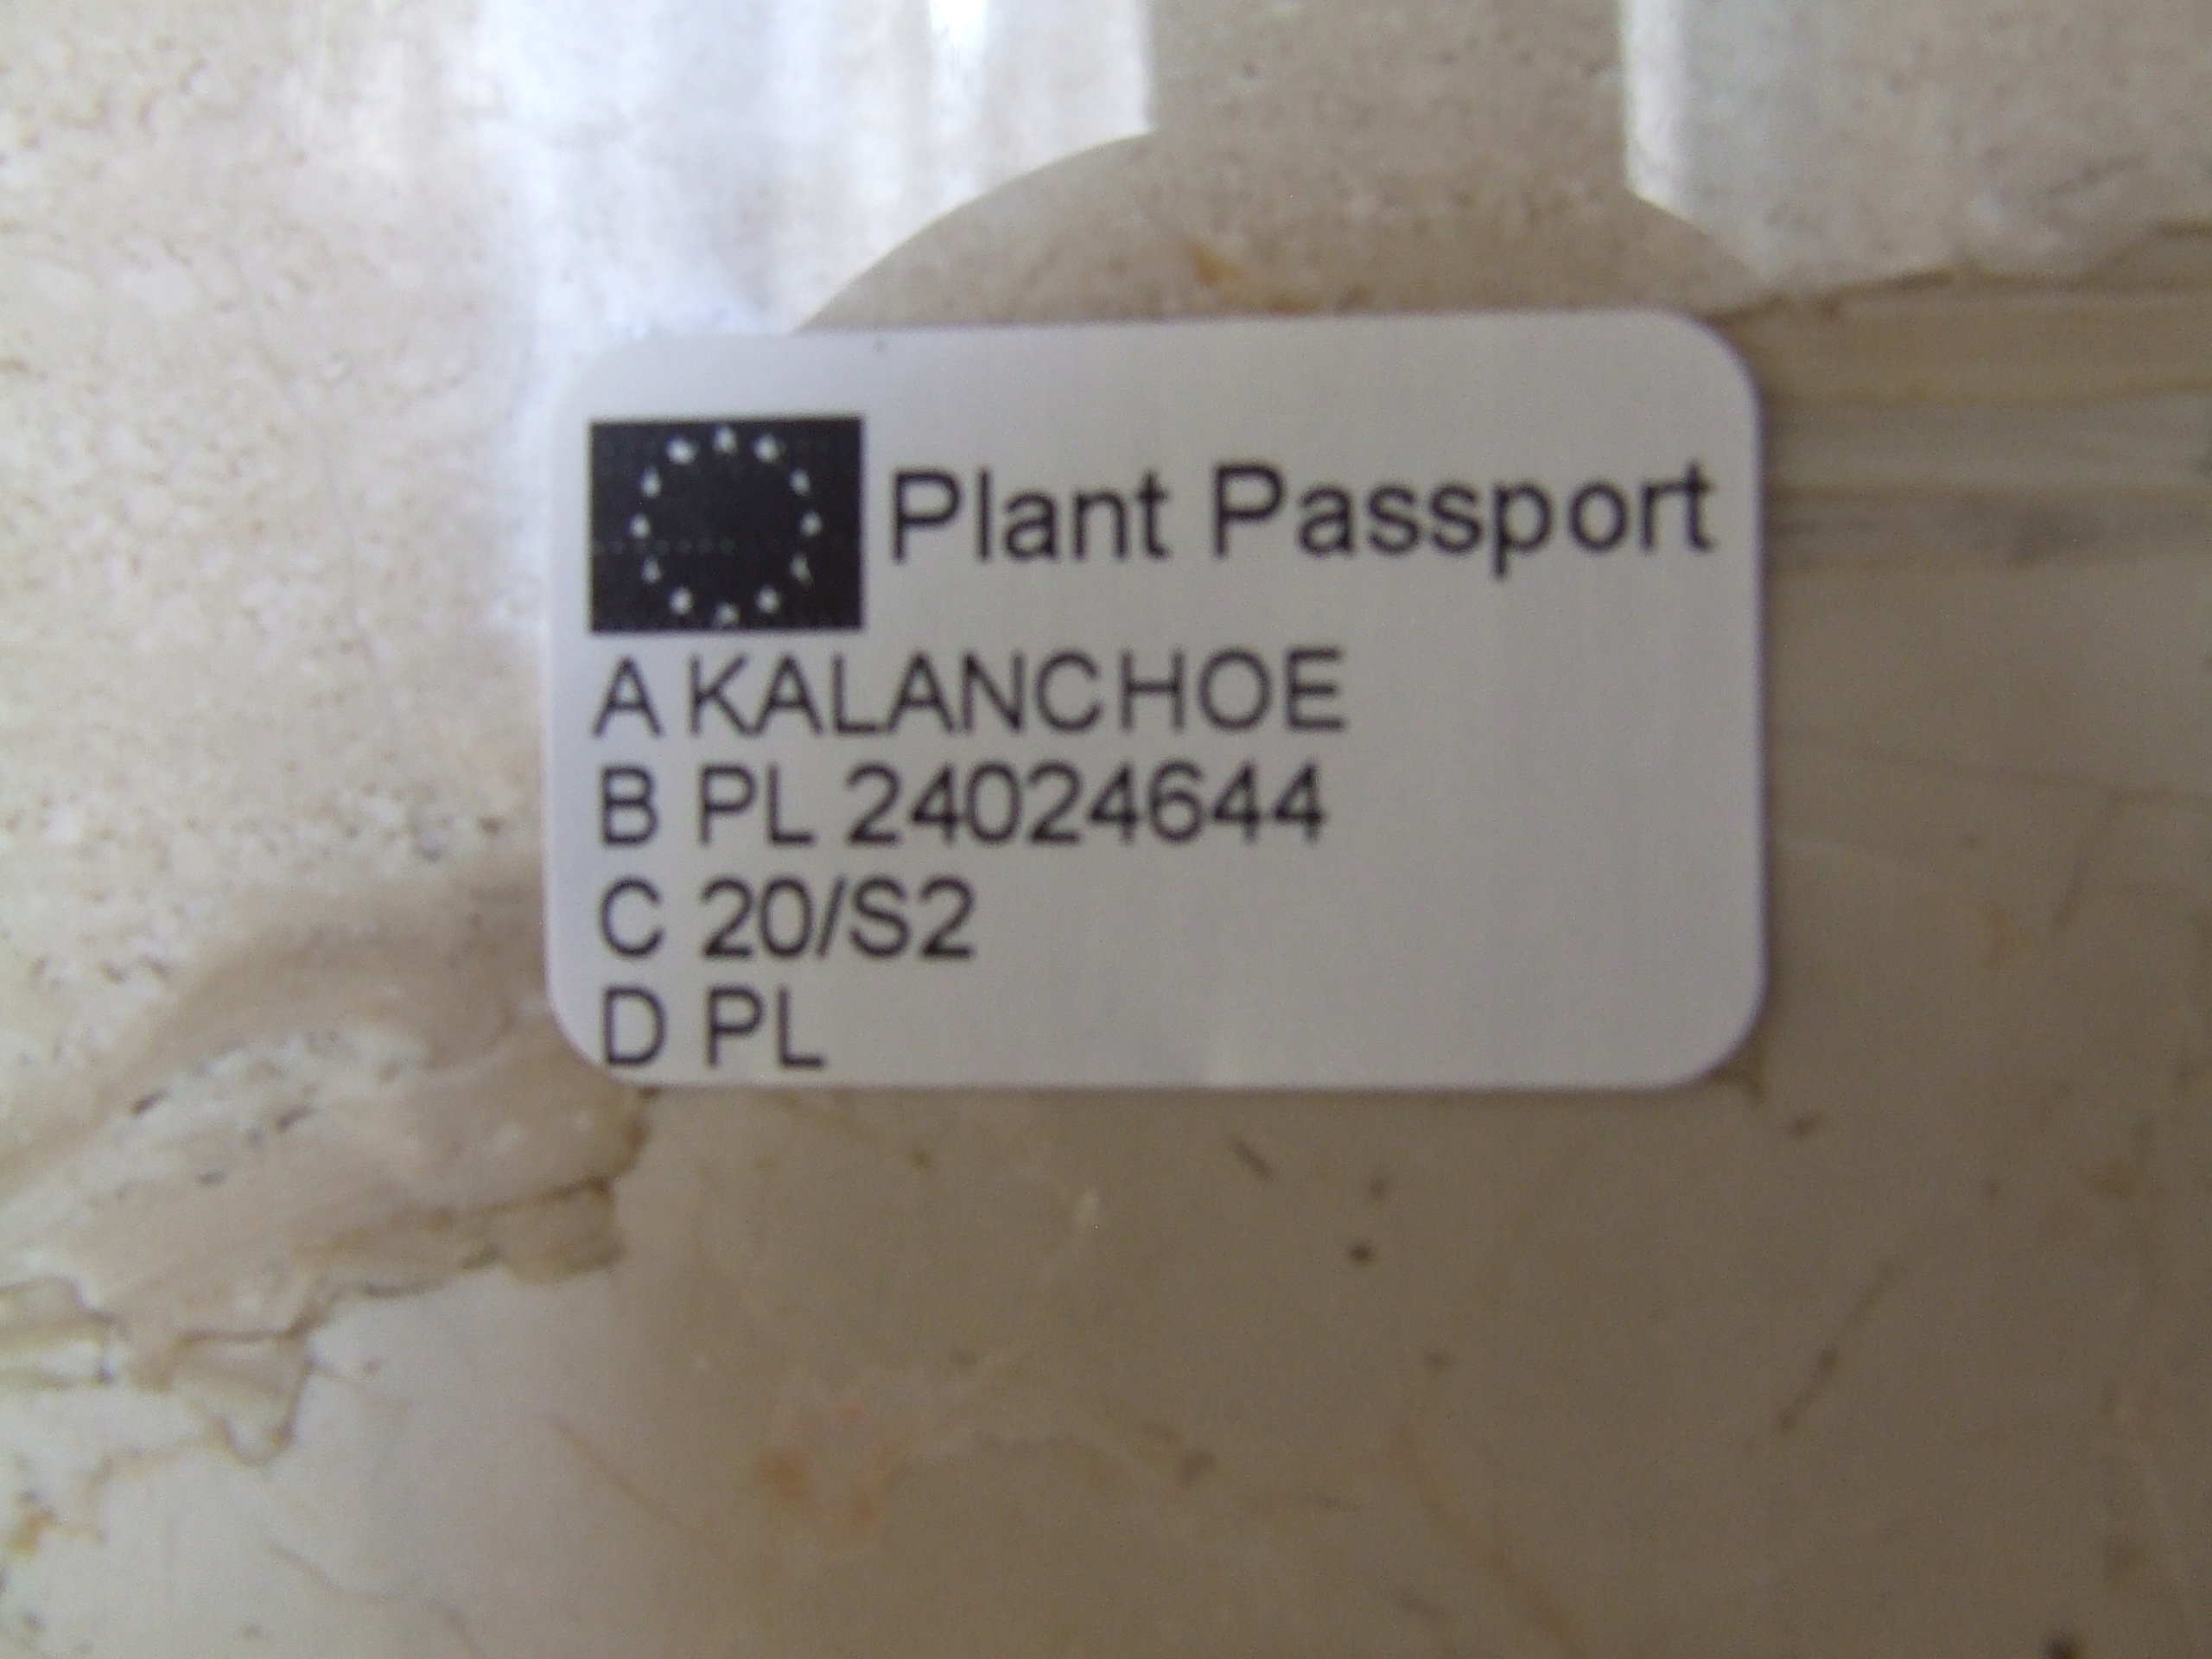 Plant Passport
A KALANCHOE
B PL 24024644
C 20/S2
D PL